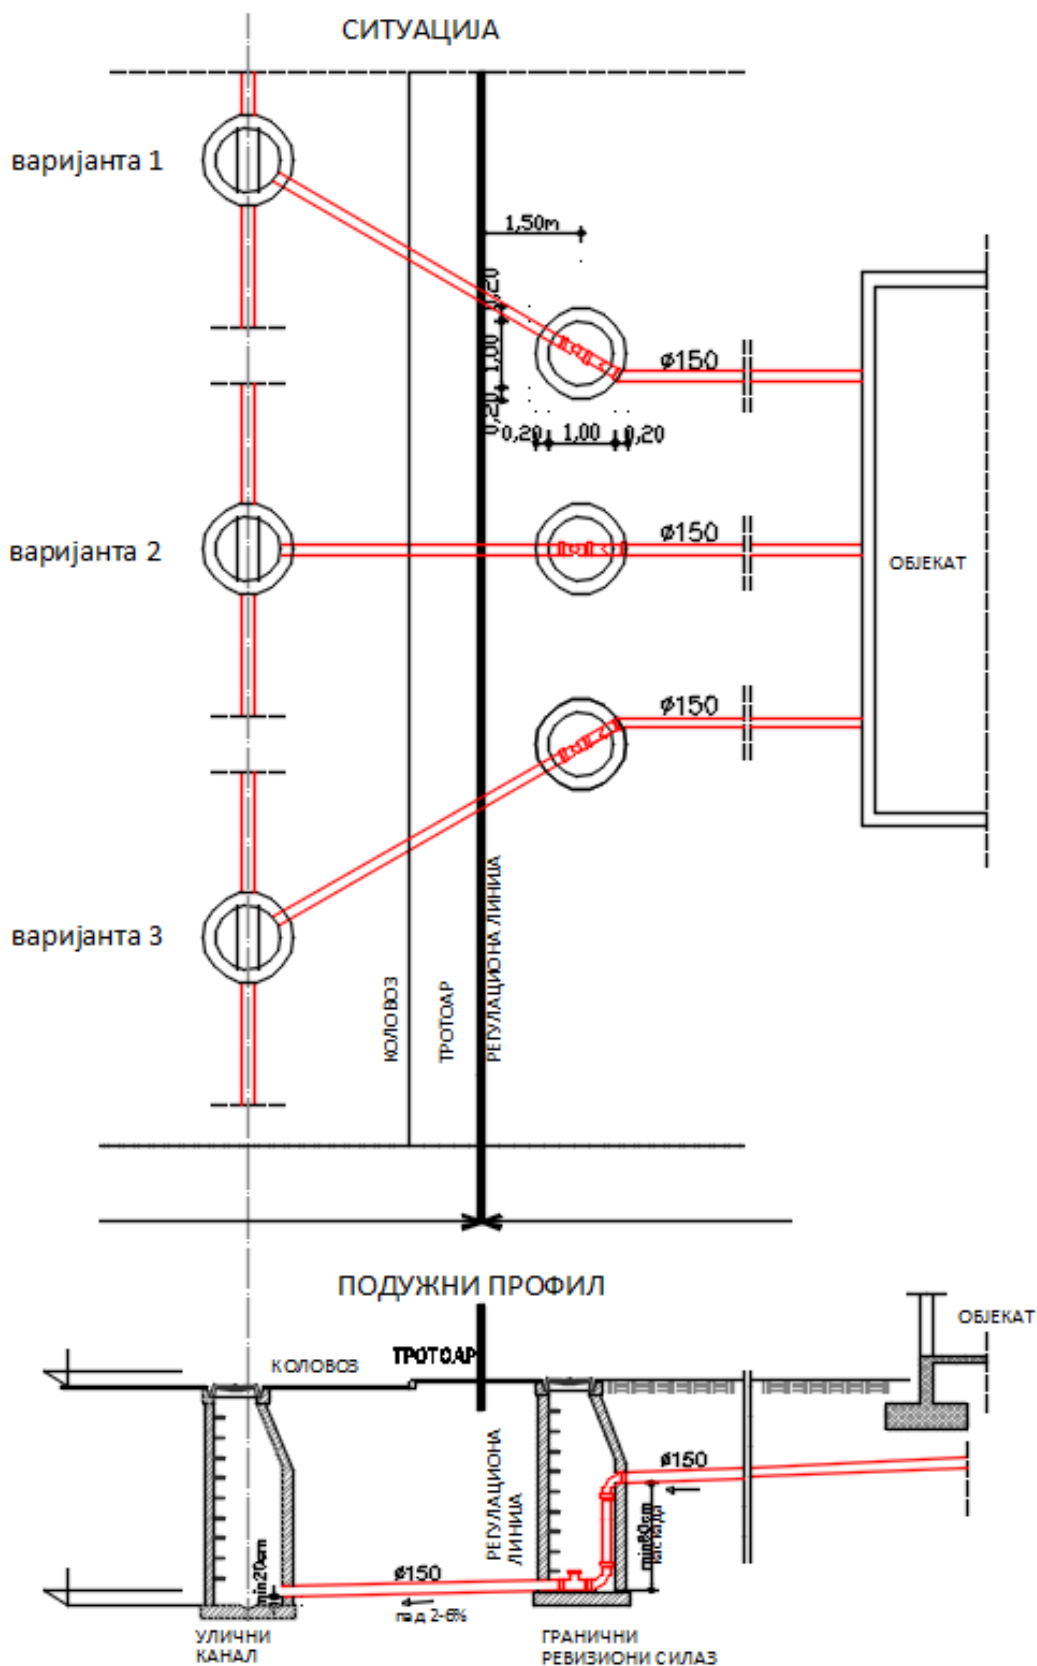 СИТУАЦИЈА
варијанта 1
1,50m
0,20
1,00
0,20
0,20
1,00
0,20
ø150
варијанта 2
ø150
ОБЈЕКАТ
ø150
варијанта 3
КОЛОВОЗ
ТРОТОАР
РЕГУЛАЦИОНА ЛИНИЈА
ПОДУЖНИ ПРОФИЛ
ОБЈЕКАТ
КОЛОВОЗ
ТРОТОАР
РЕГУЛАЦИОНА
ЛИНИЈА
ø150
min80cm
каскада
min20cm
ø150
пад 2-6%
УЛИЧНИ
КАНАЛ
ГРАНИЧНИ
РЕВИЗИОНИ СИЛАЗ